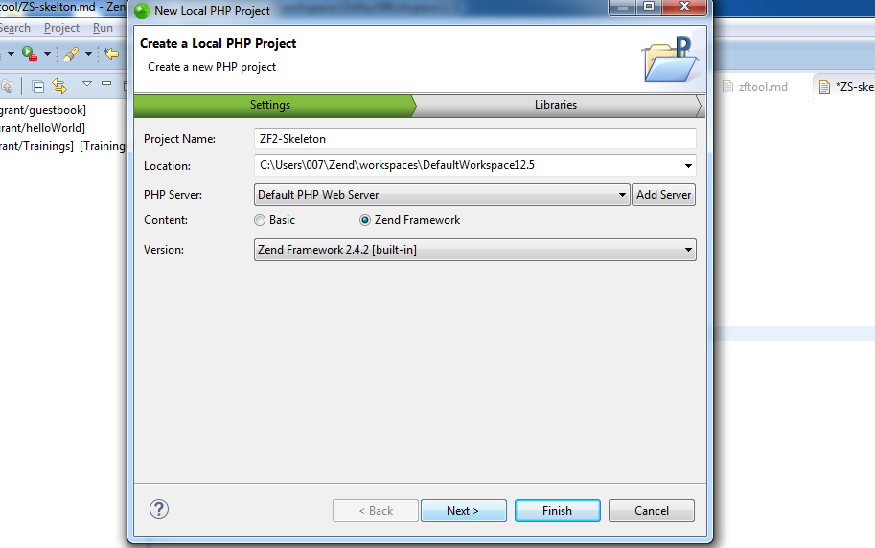 tool/ZS-skelton.md - Zen
New Local PHP Project
Search Project Run
Create a Local PHP Project
Create a new PHP project
P
zftool.md
*ZS-ske
Settings
Libraries
grant/guestbook]
grant/helloWorld]
rant/Trainings] [Training
Project Name:
ZF2-Skeleton
Location:
C:\Users\007\Zend\workspaces\DefaultWorkspace12.5
PHP Server:
Default PHP Web Server
Add Server
Content:
Basic
Zend Framework
Version:
Zend Framework 2.4.2 [built-in]
?
< Back
Next >
Finish
Cancel